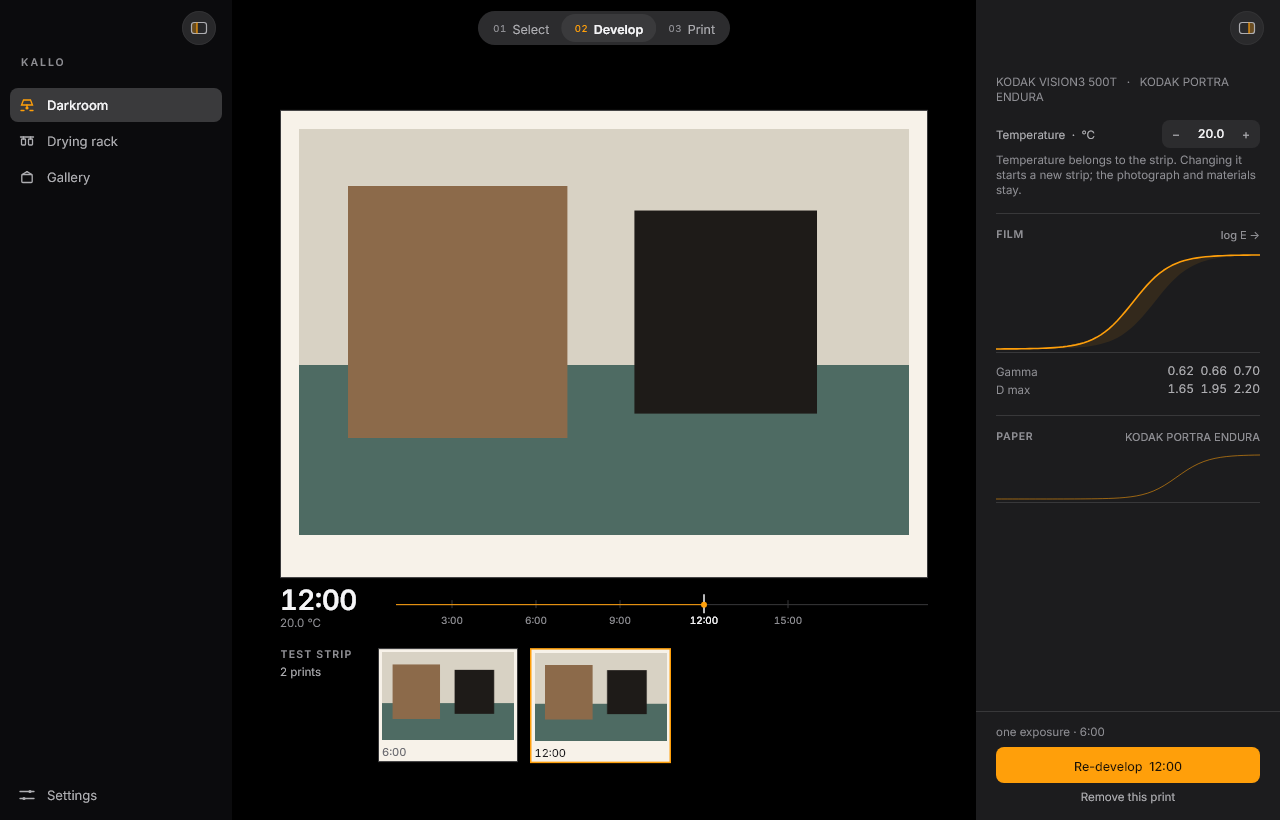 01 Select 02 Develop 03 Print
KALLO
Darkroom
Drying rack
Gallery
Settings
12:00
20.0 °C
3:00 6:00 9:00 12:00 15:00
TEST STRIP
2 prints
6:00
12:00
KODAK VISION3 500T · KODAK PORTRA
ENDURA
Temperature · °C − 20.0 +
Temperature belongs to the strip. Changing it
starts a new strip; the photograph and materials
stay.
FILM log E →
Gamma 0.62 0.66 0.70
D max 1.65 1.95 2.20
PAPER KODAK PORTRA ENDURA
one exposure · 6:00
Re-develop 12:00
Remove this print